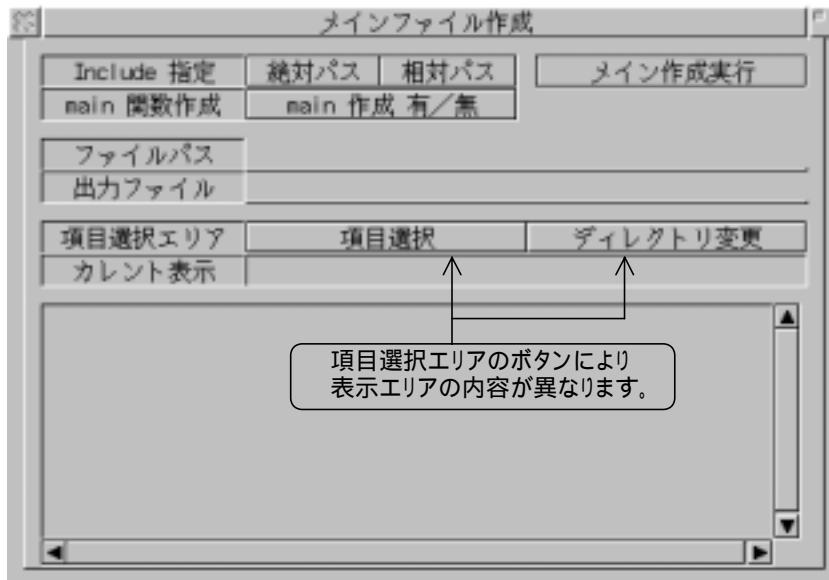 メインファイル作成
Include 指定 絶対パス 相対パス メイン作成実行
main 関数作成 main 作成 有／無
ファイルパス
出力ファイル
項目選択エリア 項目選択 ディレクトリ変更
カレント表示
項目選択エリアのボタンにより
表示エリアの内容が異なります。